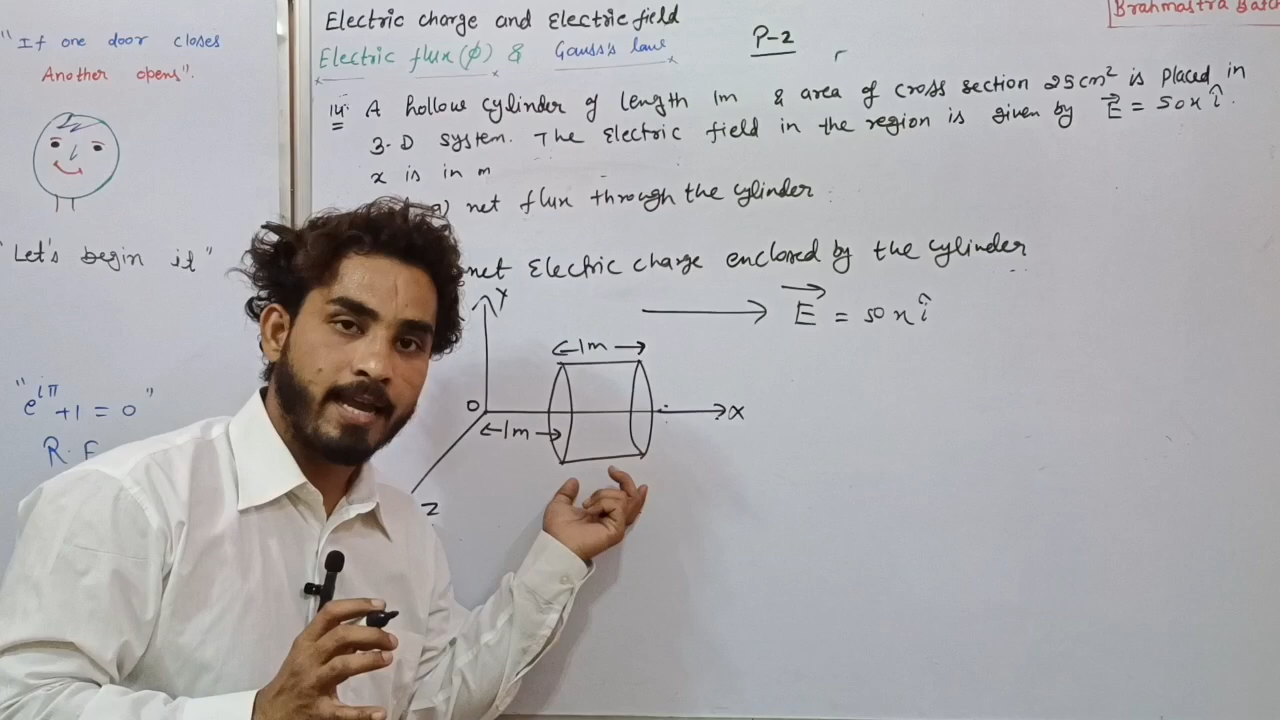 "If one door closes
Another opens".
"Let's begin it"
"e^iπ + 1 = 0"
R.F
Electric charge and Electric field
Electric flux (ϕ) & Gauss's law
P-2
Brahmastra Batch
14. A hollow cylinder of length 1m & area of cross section 25cm² is placed in
3-D system. The Electric field in the region is given by E⃗ = 50x î.
x is in m
a) net flux through the cylinder
net Electric charge enclosed by the cylinder
E⃗ = 50x î
Y
←1m→
O
X
←1m→
Z